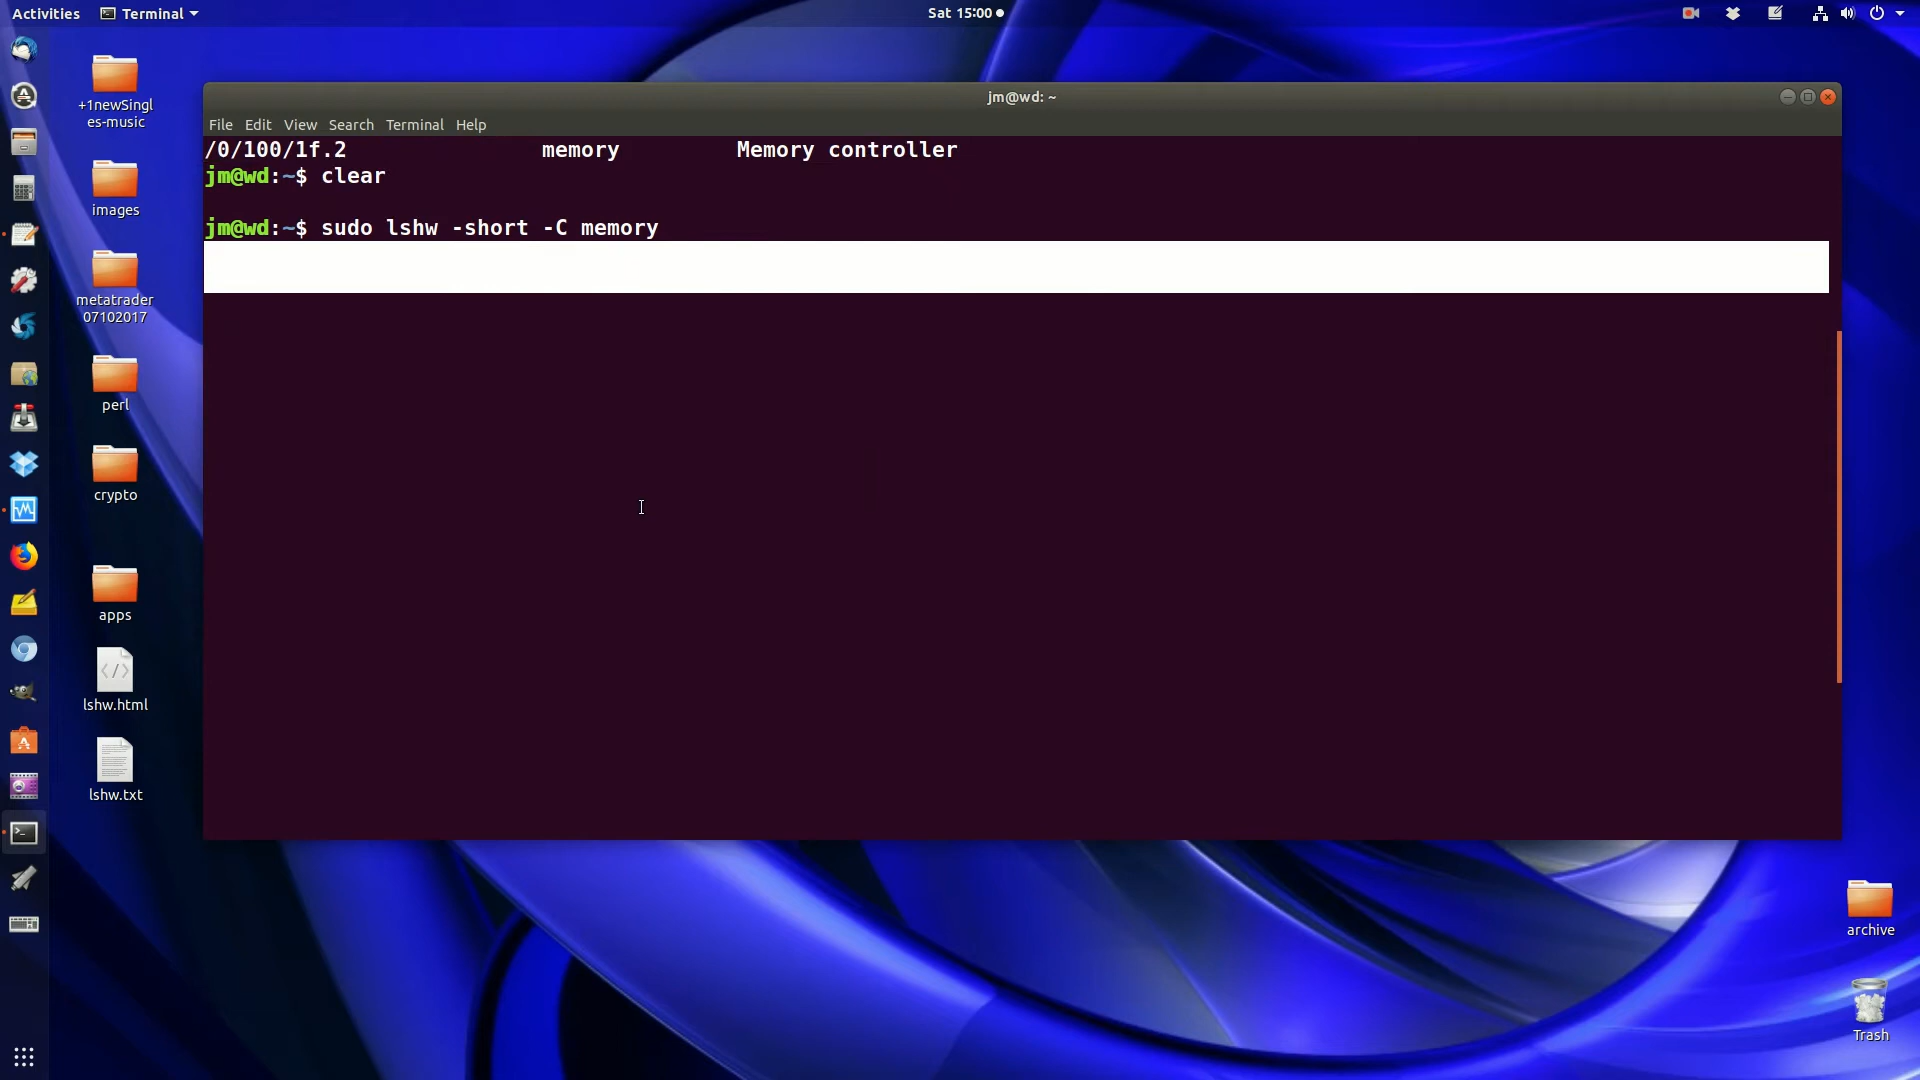 Activities Terminal Sat 15:00
jm@wd: ~
File Edit View Search Terminal Help
/0/100/1f.2 memory Memory controller
jm@wd:~$ clear
jm@wd:~$ sudo lshw -short -C memory
+1newSingl
es-music
images
metatrader
07102017
perl
crypto
apps
lshw.html
lshw.txt
archive
Trash